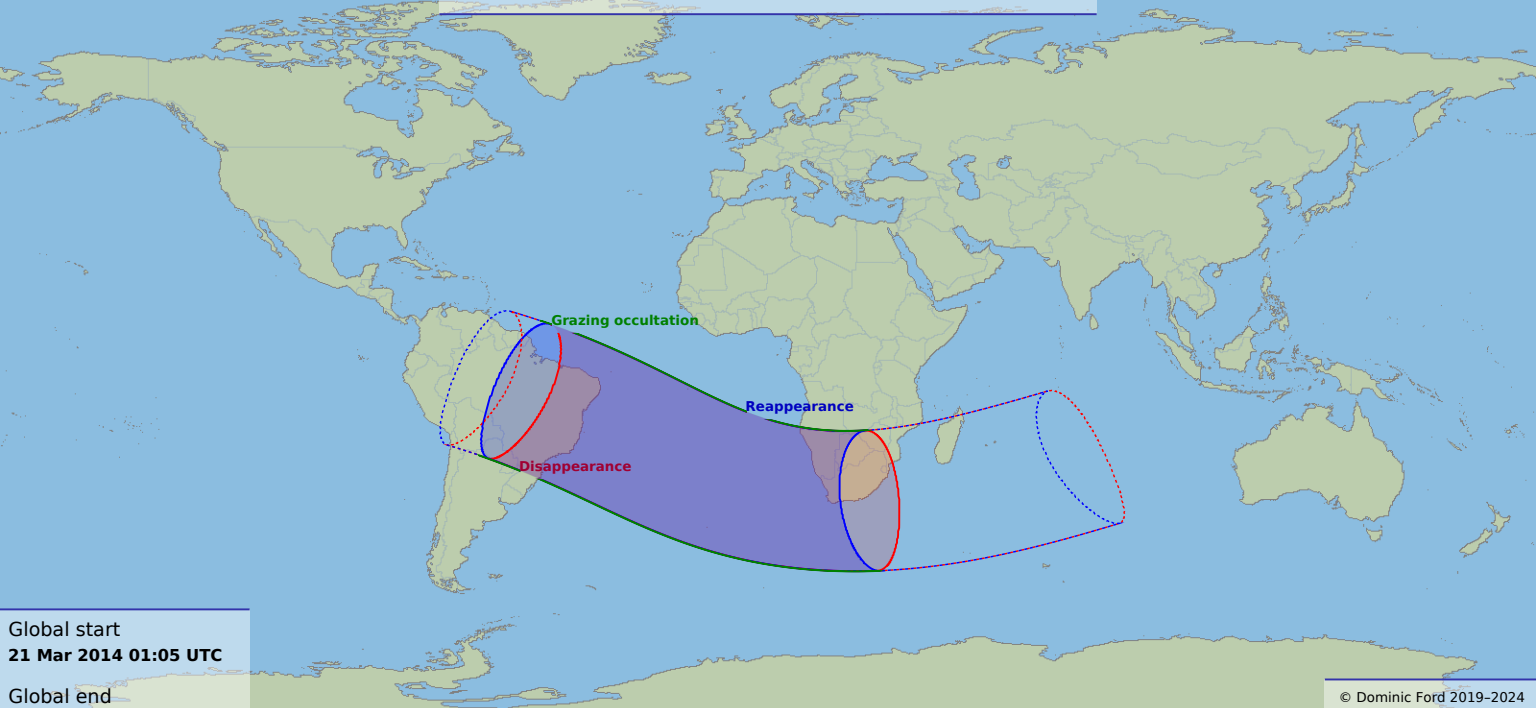 Grazing occultation
Reappearance
Disappearance
Global start
21 Mar 2014 01:05 UTC
Global end
© Dominic Ford 2019–2024